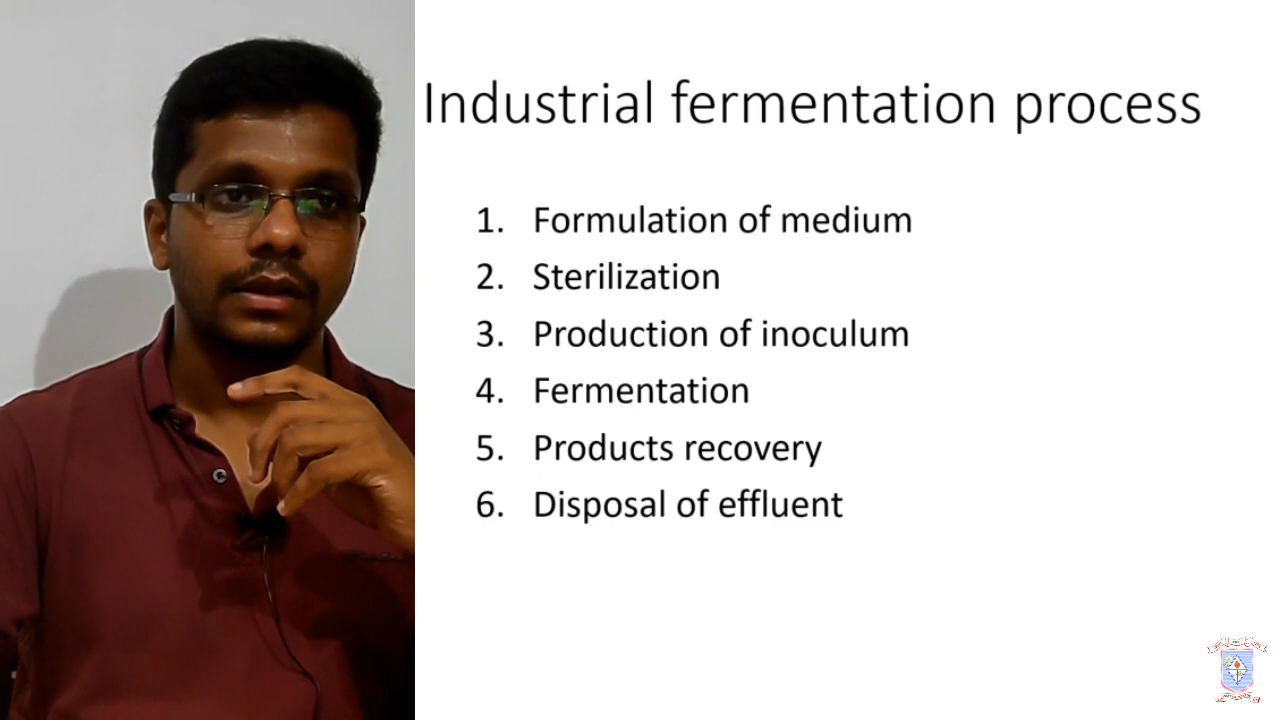 Industrial fermentation process
1. Formulation of medium
2. Sterilization
3. Production of inoculum
4. Fermentation
5. Products recovery
6. Disposal of effluent